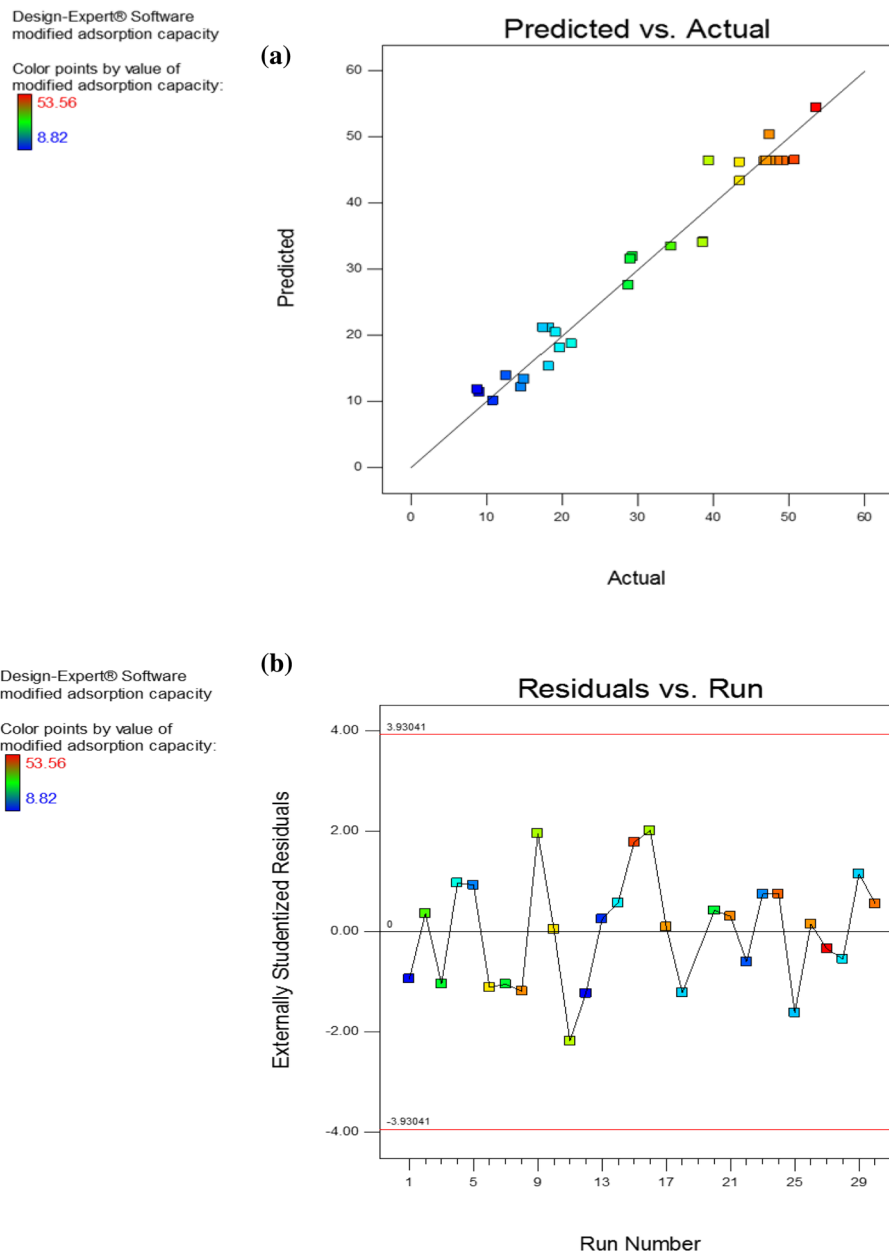 Design-Expert® Software
modified adsorption capacity
Color points by value of
modified adsorption capacity:
53.56
8.82
(a)
Predicted vs. Actual
Predicted
60
50
40
30
20
10
0
0 10 20 30 40 50 60
Actual
Design-Expert® Software
modified adsorption capacity
Color points by value of
modified adsorption capacity:
53.56
8.82
(b)
Residuals vs. Run
Externally Studentized Residuals
4.00
3.93041
2.00
0.00
0
-2.00
-3.93041
-4.00
1 5 9 13 17 21 25 29
Run Number